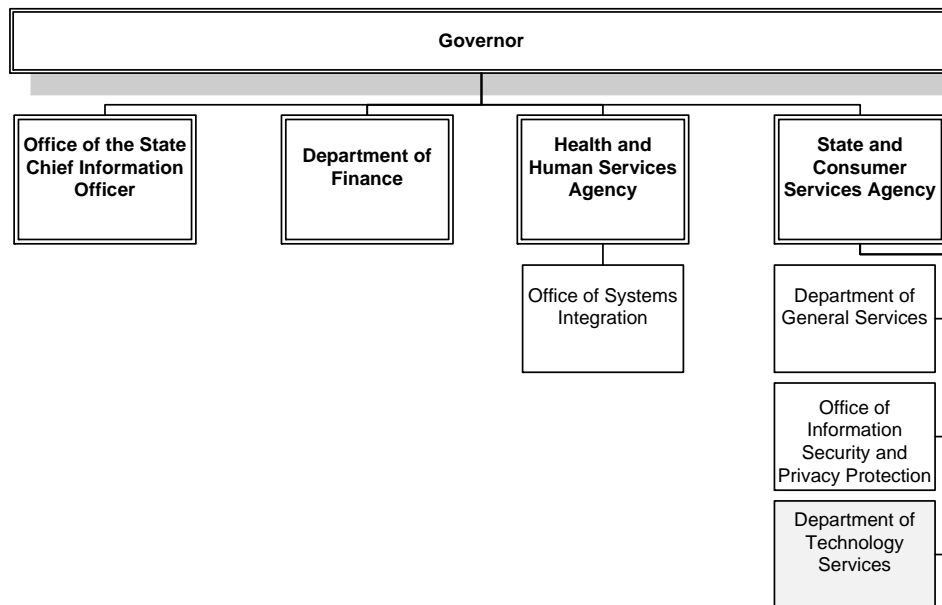 Governor
Office of the State
Chief Information
Officer
Department of
Finance
Health and
Human Services
Agency
State and
Consumer
Services Agency
Office of Systems
Integration
Department of
General Services
Office of
Information
Security and
Privacy Protection
Department of
Technology
Services